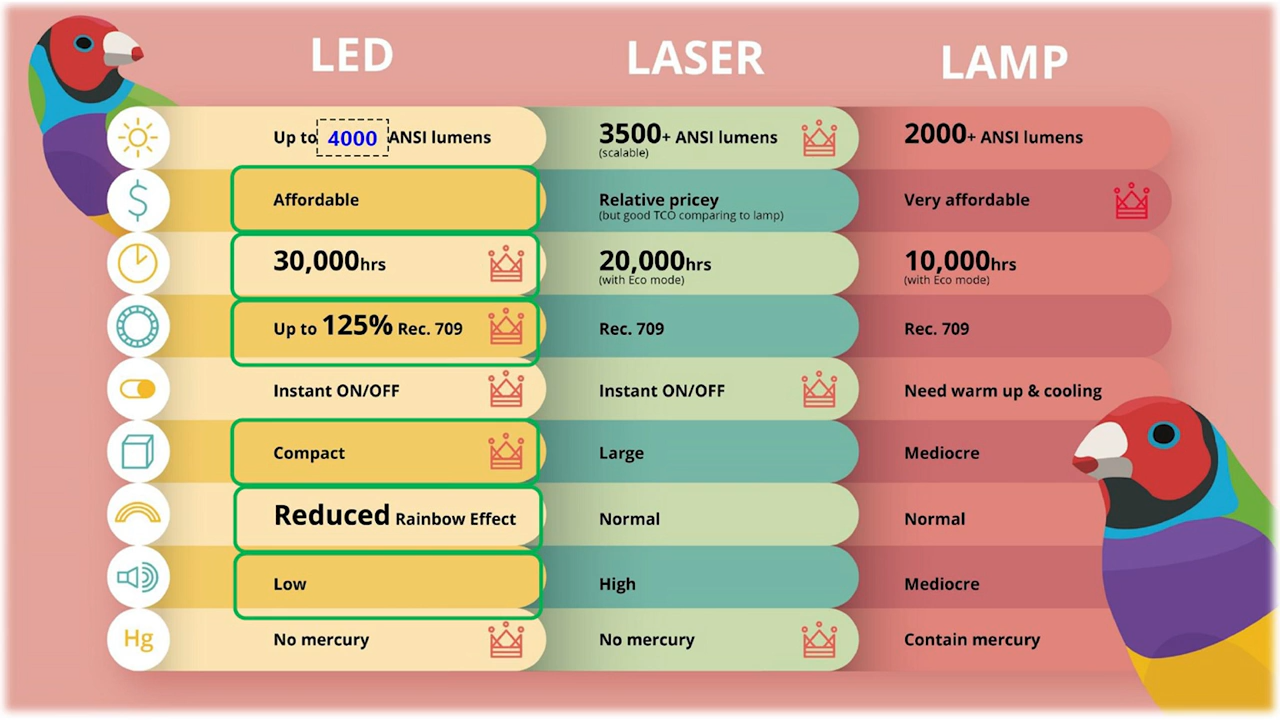 LED LASER LAMP
Up to 4000 ANSI lumens 3500+ ANSI lumens 2000+ ANSI lumens
(scalable)
$ Affordable Relative pricey Very affordable
(but good TCO comparing to lamp)
30,000hrs 20,000hrs 10,000hrs
(with Eco mode) (with Eco mode)
Up to 125% Rec. 709 Rec. 709 Rec. 709
Instant ON/OFF Instant ON/OFF Need warm up & cooling
Compact Large Mediocre
Reduced Rainbow Effect Normal Normal
Low High Mediocre
Hg No mercury No mercury Contain mercury